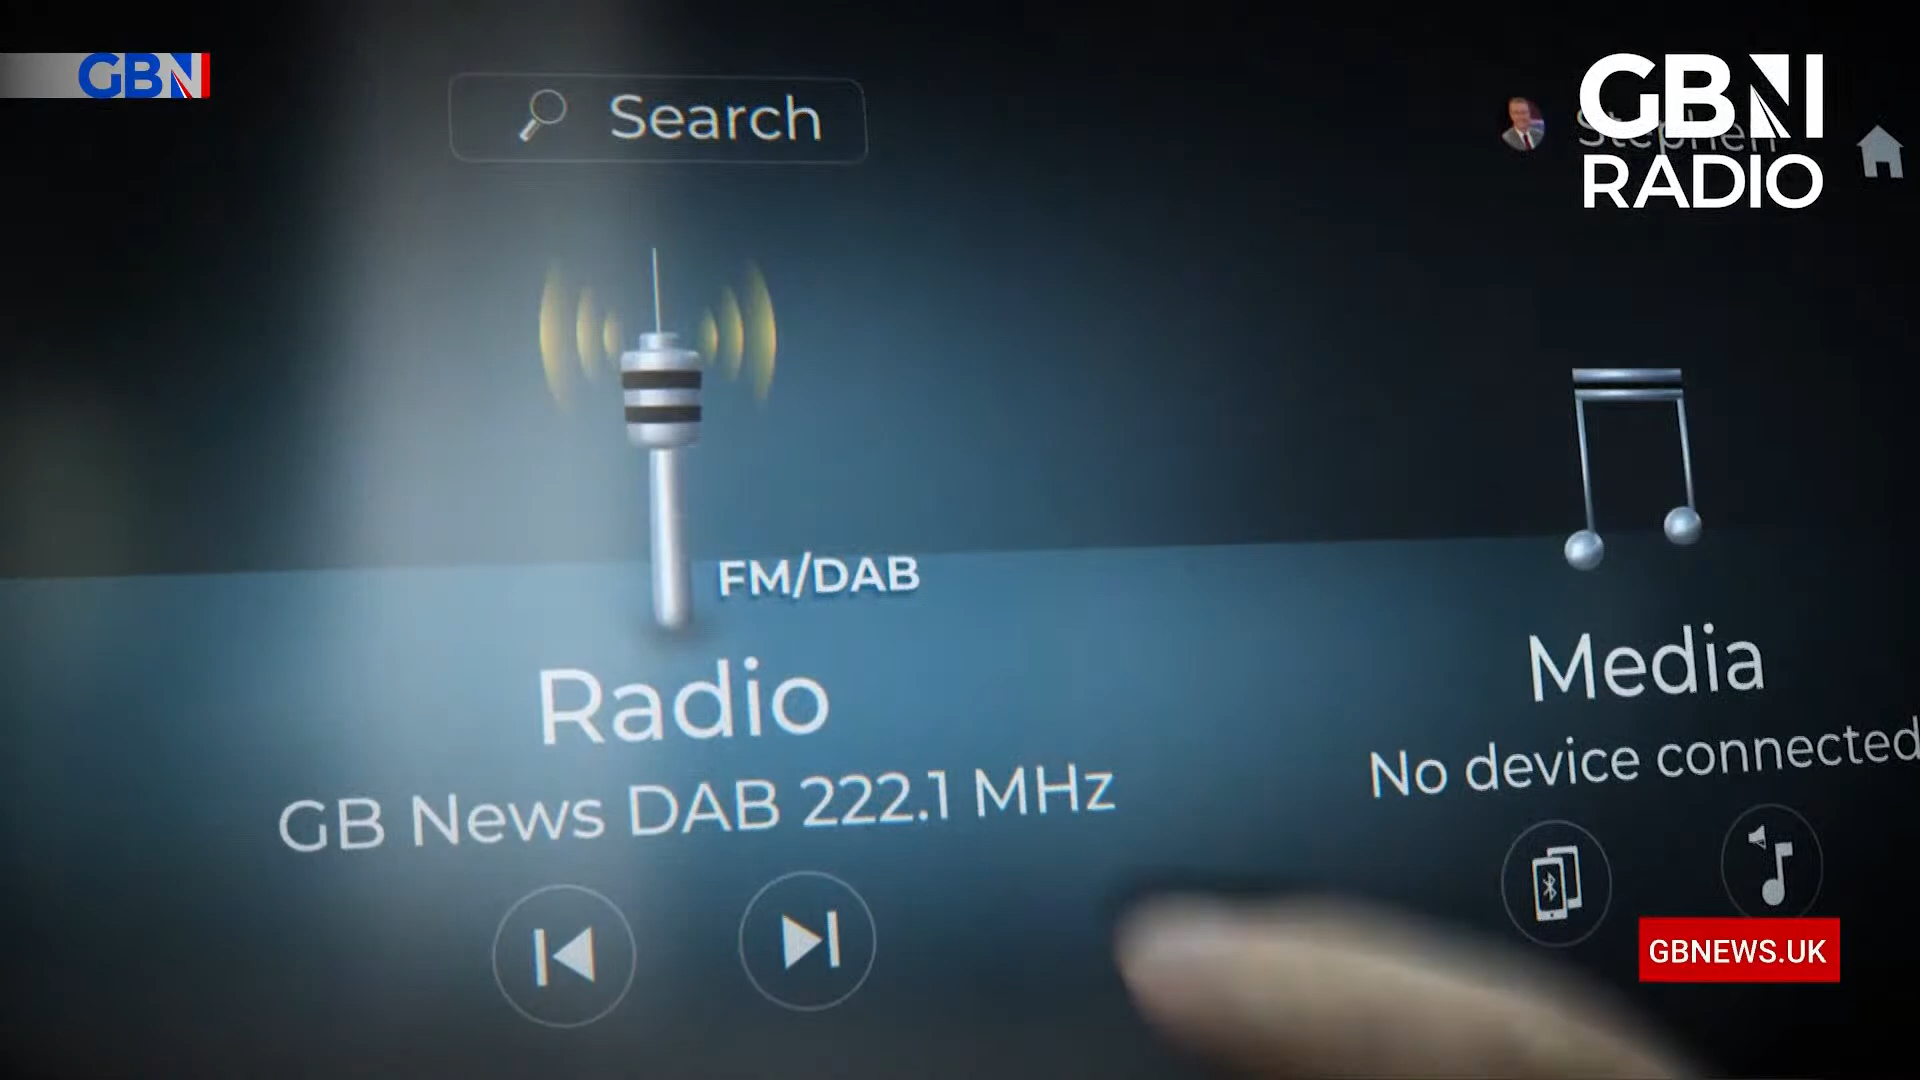 GBN
Search
Stephen
GBN
RADIO
FM/DAB
Radio
GB News DAB 222.1 MHz
Media
No device connected
GBNEWS.UK